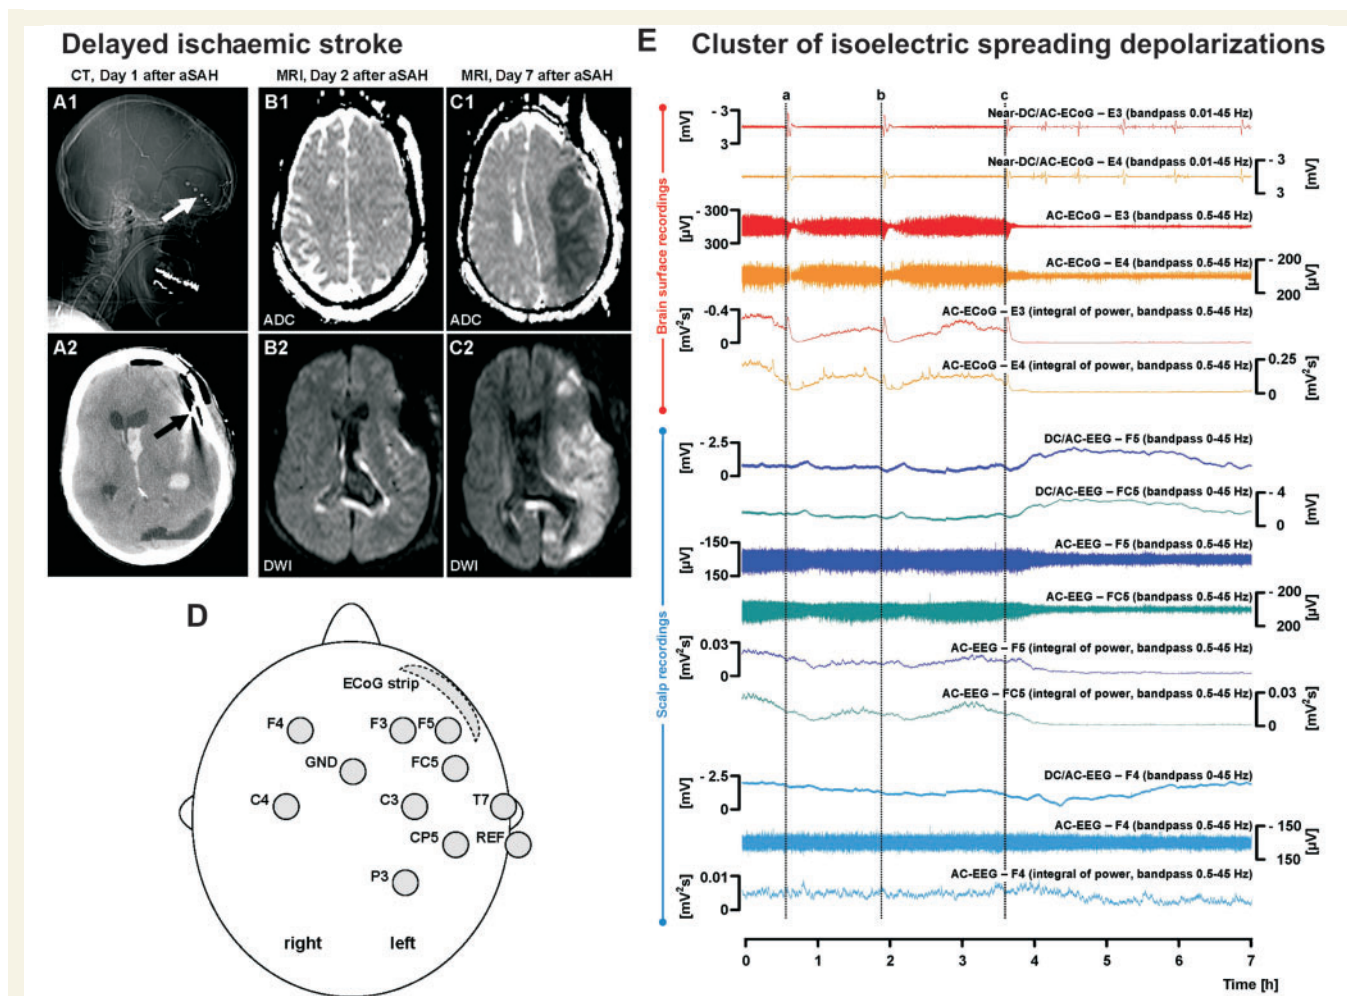 Delayed ischaemic stroke
CT, Day 1 after aSAH
MRI, Day 2 after aSAH
MRI, Day 7 after aSAH
A1
B1
ADC
C1
ADC
A2
B2
DWI
C2
DWI
D
ECoG strip
F4
F3
F5
GND
FC5
C4
C3
T7
CP5
REF
P3
right
left
E
Cluster of isoelectric spreading depolarizations
a
b
c
Brain surface recordings
[mV]
- 3
3
Near-DC/AC-ECoG – E3 (bandpass 0.01-45 Hz)
Near-DC/AC-ECoG – E4 (bandpass 0.01-45 Hz)
- 3
3
[mV]
[µV]
-300
300
AC-ECoG – E3 (bandpass 0.5-45 Hz)
AC-ECoG – E4 (bandpass 0.5-45 Hz)
- 200
200
[µV]
[mV²s]
-0.4
0
AC-ECoG – E3 (integral of power, bandpass 0.5-45 Hz)
AC-ECoG – E4 (integral of power, bandpass 0.5-45 Hz)
0.25
0
[mV²s]
Scalp recordings
[mV]
- 2.5
0
DC/AC-EEG – F5 (bandpass 0-45 Hz)
DC/AC-EEG – FC5 (bandpass 0-45 Hz)
- 4
0
[mV]
[µV]
-150
150
AC-EEG – F5 (bandpass 0.5-45 Hz)
AC-EEG – FC5 (bandpass 0.5-45 Hz)
- 200
200
[µV]
[mV²s]
0.03
0
AC-EEG – F5 (integral of power, bandpass 0.5-45 Hz)
AC-EEG – FC5 (integral of power, bandpass 0.5-45 Hz)
0.03
0
[mV²s]
[mV]
-2.5
0
DC/AC-EEG – F4 (bandpass 0-45 Hz)
AC-EEG – F4 (bandpass 0.5-45 Hz)
- 150
150
[µV]
[mV²s]
0.01
0
AC-EEG – F4 (integral of power, bandpass 0.5-45 Hz)
0 1 2 3 4 5 6 7
Time [h]